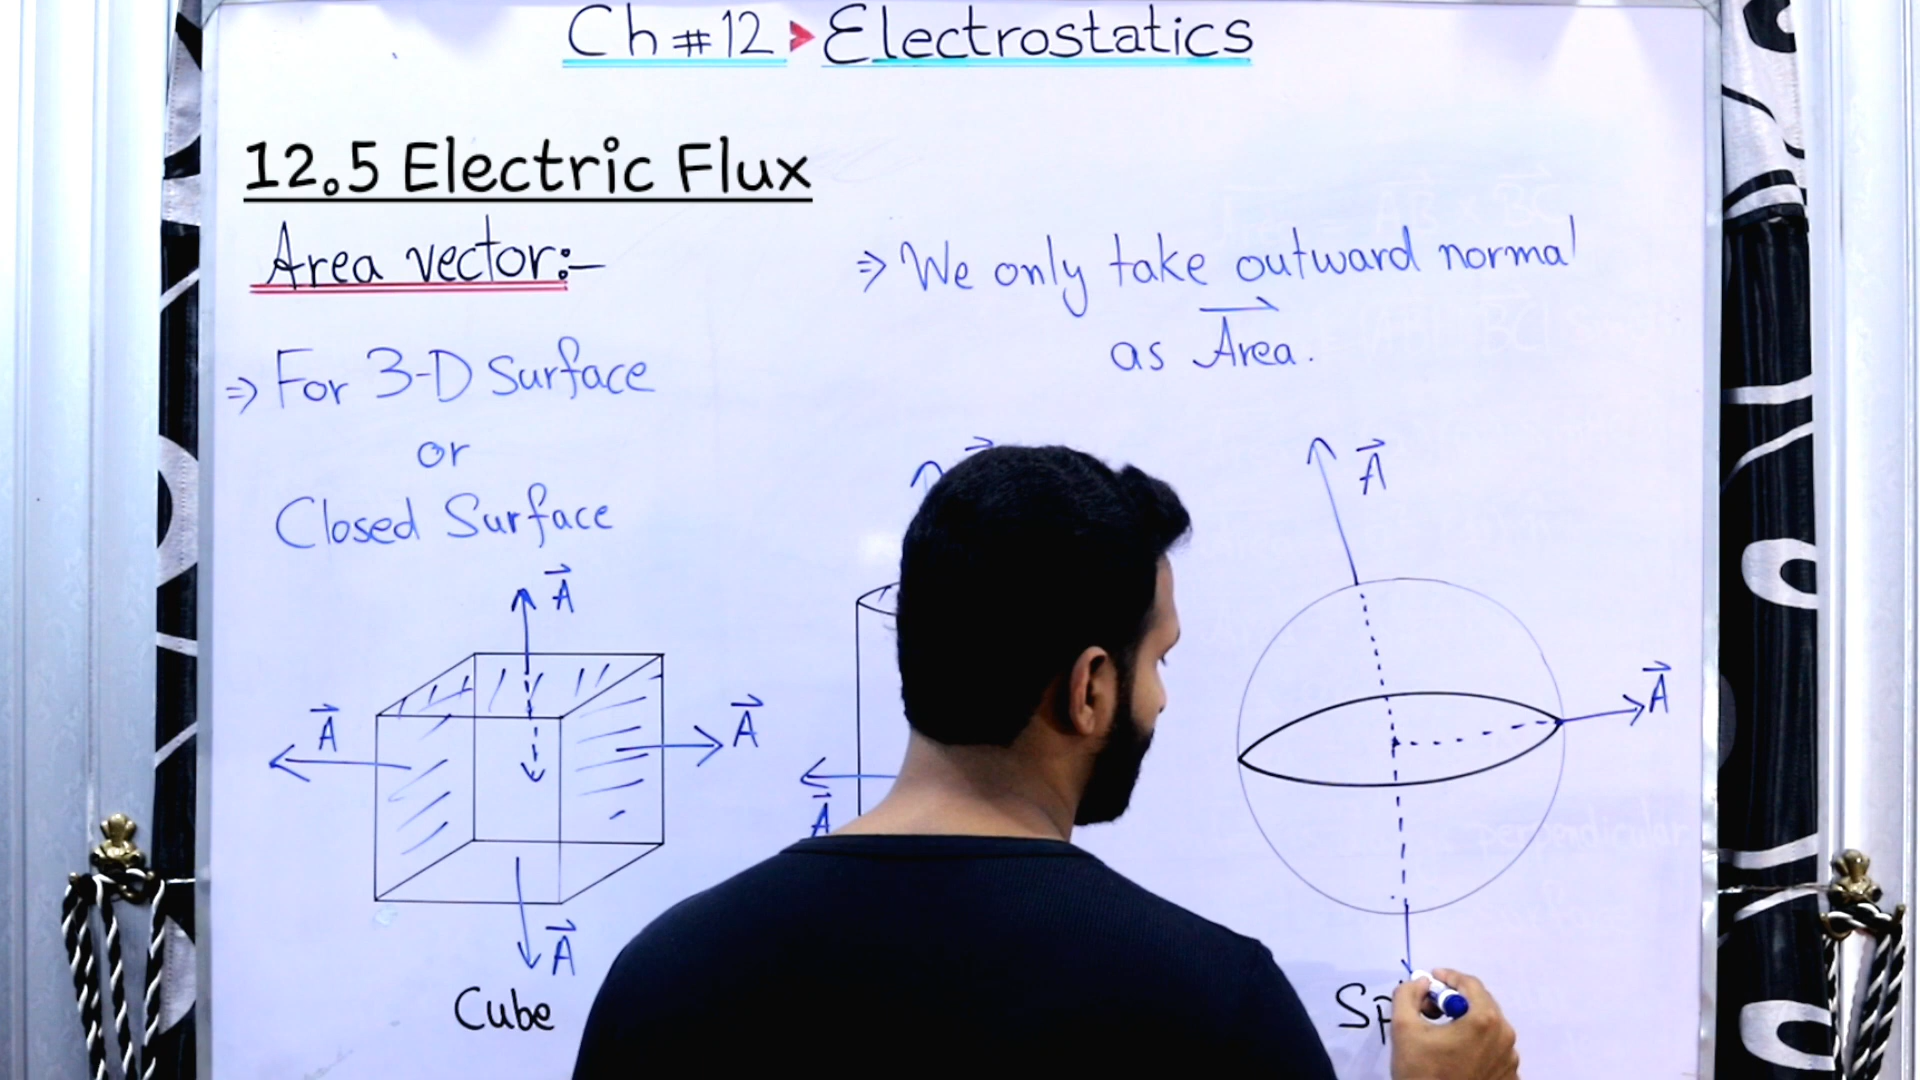 Ch #12 > Electrostatics
12.5 Electric Flux
Area vector:-
⇒ We only take outward normal
as Area.
⇒ For 3-D Surface
or
Closed Surface
A
A
A
A
Cube
A
A
A
Sp